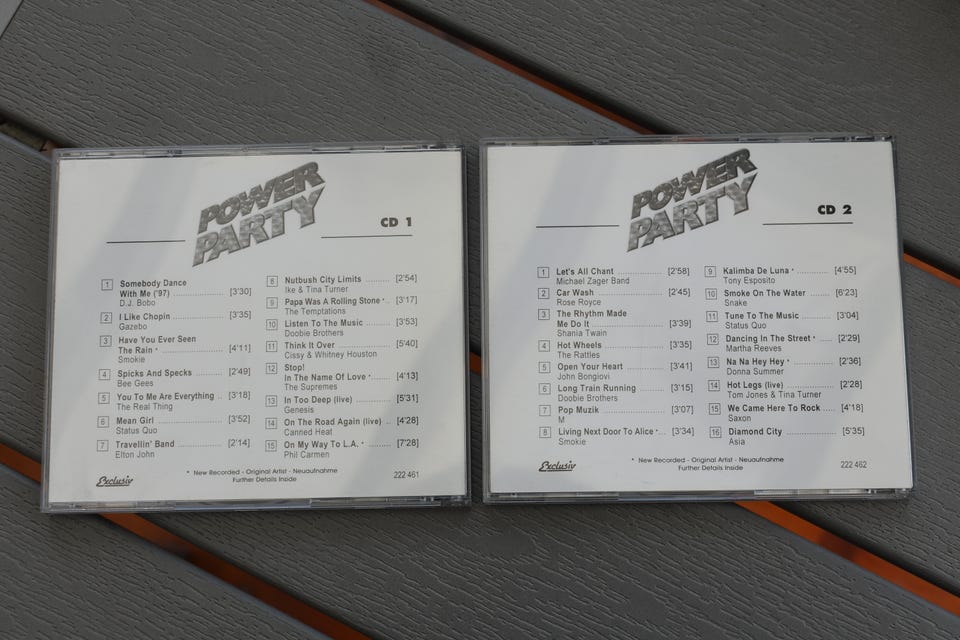 POWER
PARTY
CD 1
1 Somebody Dance
With Me ('97) .................... [3'30]
D.J. Bobo
2 I Like Chopin .................... [3'35]
Gazebo
3 Have You Ever Seen
The Rain * ........................ [4'11]
Smokie
4 Spicks And Specks .......... [2'49]
Bee Gees
5 You To Me Are Everything .. [3'18]
The Real Thing
6 Mean Girl ....................... [3'52]
Status Quo
7 Travellin' Band ................. [2'14]
Elton John
8 Nutbush City Limits .......... [2'54]
Ike & Tina Turner
9 Papa Was A Rolling Stone * .. [3'17]
The Temptations
10 Listen To The Music .......... [3'53]
Doobie Brothers
11 Think It Over .................... [5'40]
Cissy & Whitney Houston
12 Stop!
In The Name Of Love * ....... [4'13]
The Supremes
13 In Too Deep (live) ............. [5'31]
Genesis
14 On The Road Again (live) .. [4'28]
Canned Heat
15 On My Way To L.A. * ......... [7'28]
Phil Carmen
* New Recorded - Original Artist - Neuaufnahme
Further Details Inside
Exclusiv
222 461
POWER
PARTY
CD 2
1 Let's All Chant ................. [2'58]
Michael Zager Band
2 Car Wash ....................... [2'45]
Rose Royce
3 The Rhythm Made
Me Do It ......................... [3'39]
Shania Twain
4 Hot Wheels ..................... [3'35]
The Rattles
5 Open Your Heart .............. [3'41]
John Bongiovi
6 Long Train Running .......... [3'15]
Doobie Brothers
7 Pop Muzik ...................... [3'07]
M
8 Living Next Door To Alice * ... [3'34]
Smokie
9 Kalimba De Luna * ............ [4'55]
Tony Esposito
10 Smoke On The Water ........ [6'23]
Snake
11 Tune To The Music ........... [3'04]
Status Quo
12 Dancing In The Street * ...... [2'29]
Martha Reeves
13 Na Na Hey Hey * .............. [2'36]
Donna Summer
14 Hot Legs (live) ................. [2'28]
Tom Jones & Tina Turner
15 We Came Here To Rock ..... [4'18]
Saxon
16 Diamond City .................. [5'35]
Asia
* New Recorded - Original Artist - Neuaufnahme
Further Details Inside
Exclusiv
222 462